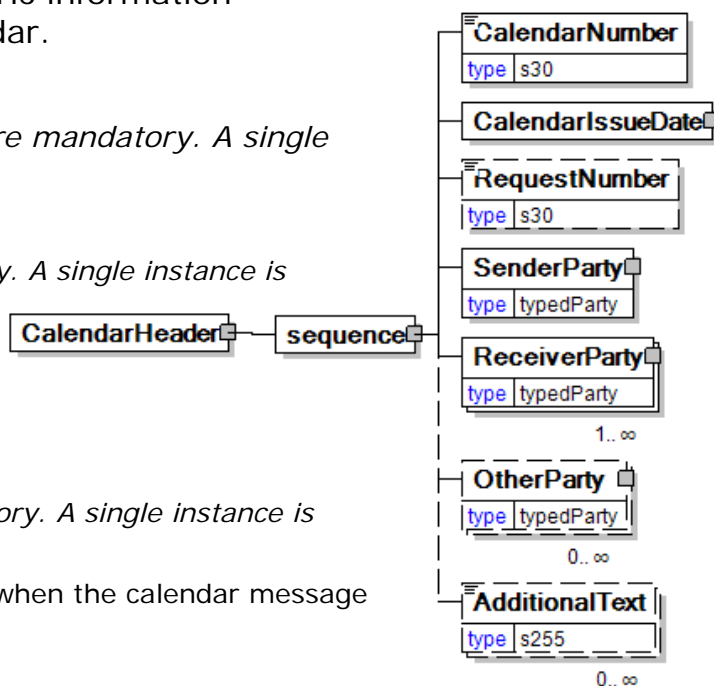 ns information
dar.
re mandatory. A single
y. A single instance is
ory. A single instance is
when the calendar message
CalendarHeader
sequence
CalendarNumber
type s30
CalendarIssueDate
RequestNumber
type s30
SenderParty
type typedParty
ReceiverParty
type typedParty
1.. ∞
OtherParty
type typedParty
0.. ∞
AdditionalText
type s255
0.. ∞